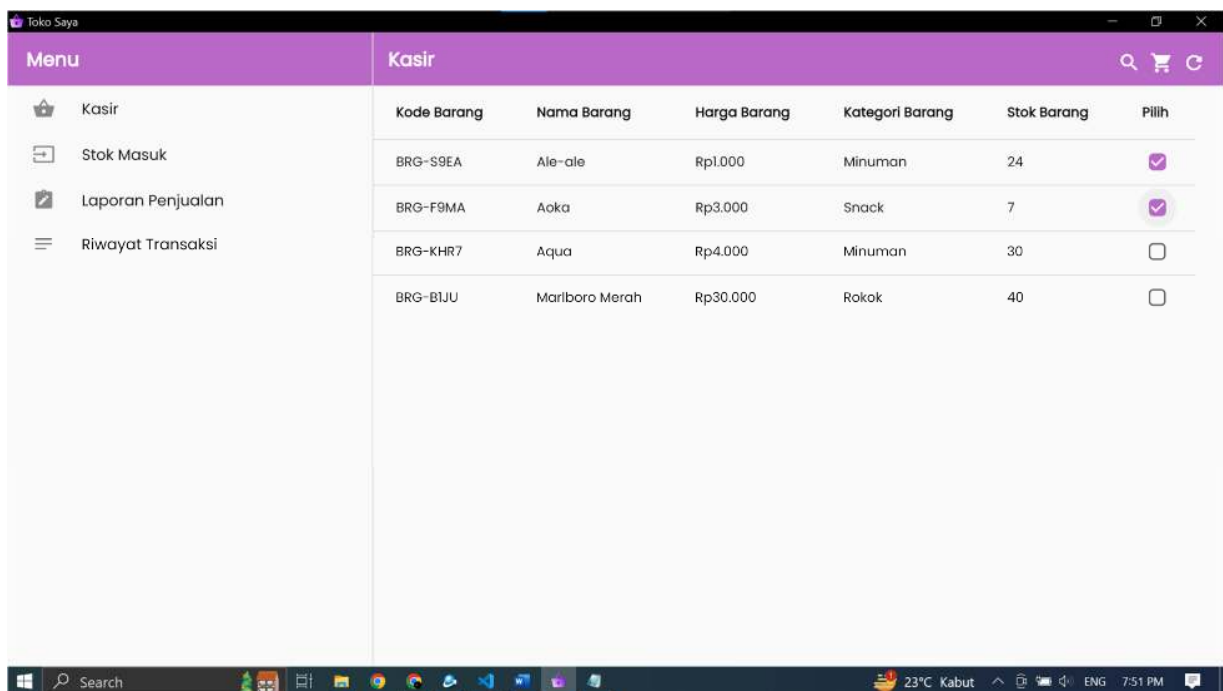 Toko Saya
Menu
Kasir
Kasir
Stok Masuk
Laporan Penjualan
Riwayat Transaksi
Kode Barang Nama Barang Harga Barang Kategori Barang Stok Barang Pilih
BRG-S9EA Ale-ale Rp1.000 Minuman 24
BRG-F9MA Aoka Rp3.000 Snack 7
BRG-KHR7 Aqua Rp4.000 Minuman 30
BRG-B1JU Marlboro Merah Rp30.000 Rokok 40
Search 23°C Kabut ENG 7:51 PM